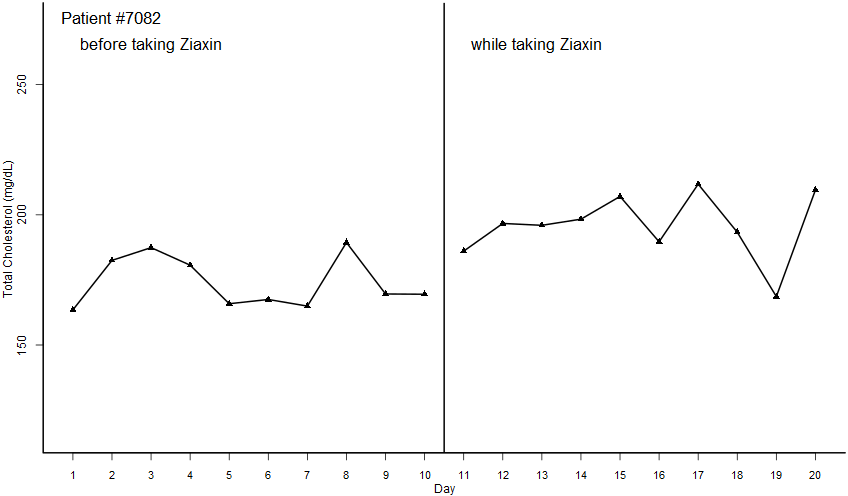 Patient #7082
before taking Ziaxin
while taking Ziaxin
Total Cholesterol (mg/dL)
250
200
150
1 2 3 4 5 6 7 8 9 10 11 12 13 14 15 16 17 18 19 20
Day